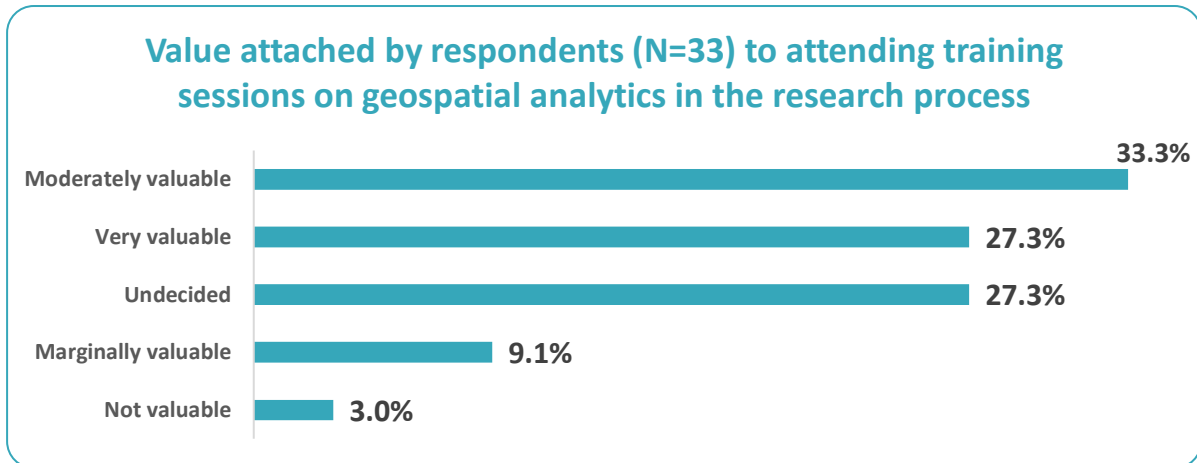 Value attached by respondents (N=33) to attending training
sessions on geospatial analytics in the research process
Moderately valuable 33.3%
Very valuable 27.3%
Undecided 27.3%
Marginally valuable 9.1%
Not valuable 3.0%